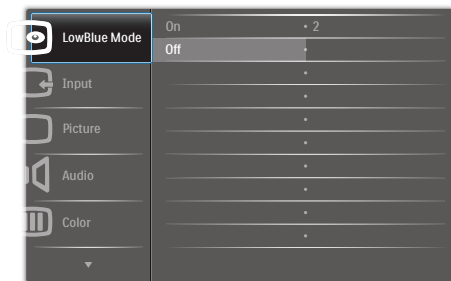 LowBlue Mode
On • 2
Off •
Input
Picture
Audio
Color